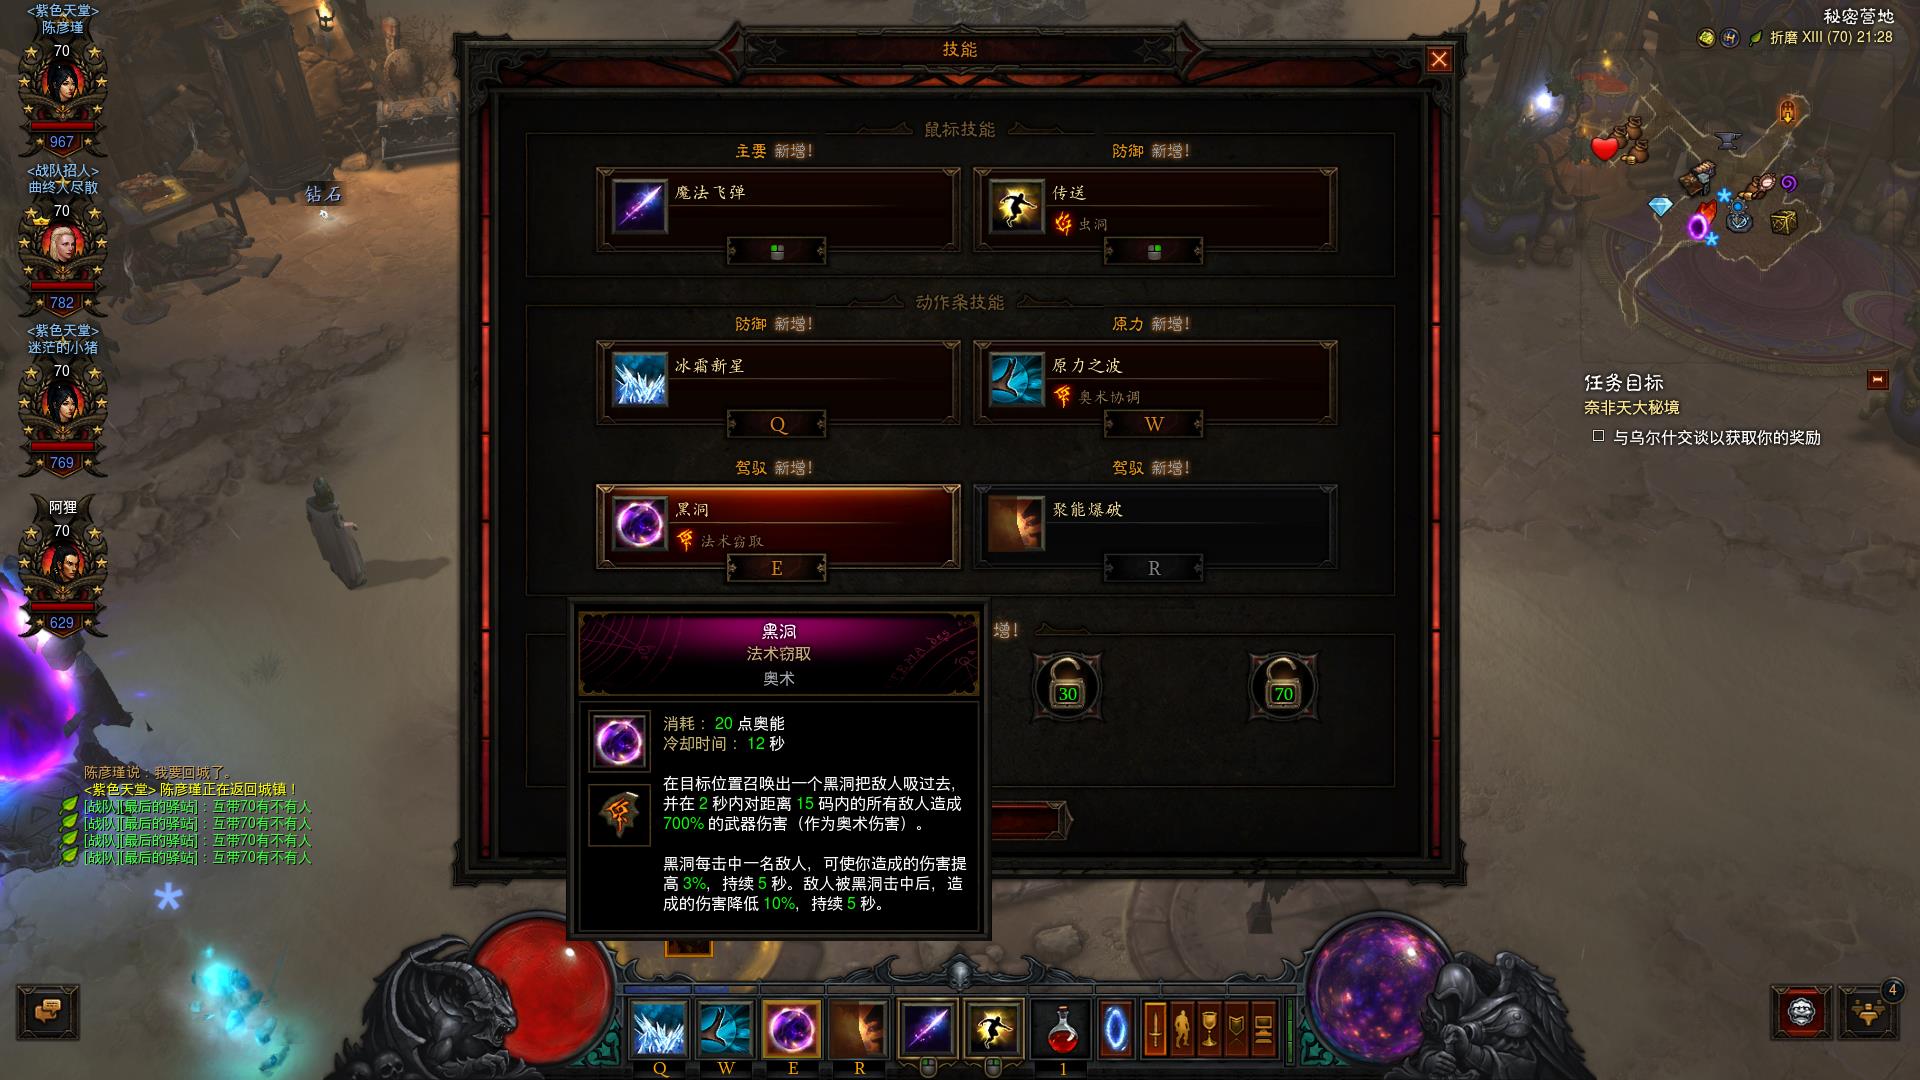 <紫色天堂>
陈彦瑾
70
967
<战队招人>
曲终人尽散
70
782
<紫色天堂>
迷茫的小猪
70
769
阿狸
70
629
钻石
技能
鼠标技能
主要 新增!
防御 新增!
魔法飞弹
传送
虫洞
动作条技能
防御 新增!
原力 新增!
冰霜新星
原力之波
奥术协调
Q
W
驾驭 新增!
驾驭 新增!
黑洞
法术窃取
聚能爆破
E
R
增!
30
70
黑洞
法术窃取
奥术
消耗：20 点奥能
冷却时间：12 秒
在目标位置召唤出一个黑洞把敌人吸过去，
并在 2 秒内对距离 15 码内的所有敌人造成
700% 的武器伤害（作为奥术伤害）。
黑洞每击中一名敌人，可使你造成的伤害提
高 3%，持续 5 秒。敌人被黑洞击中后，造
成的伤害降低 10%，持续 5 秒。
秘密营地
折磨 XIII (70) 21:28
任务目标
奈非天大秘境
与乌尔什交谈以获取你的奖励
陈彦瑾说：我要回城了。
<紫色天堂> 陈彦瑾正在返回城镇！
[战队][最后的驿站]：互带70有不有人
[战队][最后的驿站]：互带70有不有人
[战队][最后的驿站]：互带70有不有人
[战队][最后的驿站]：互带70有不有人
Q
W
E
R
1
4